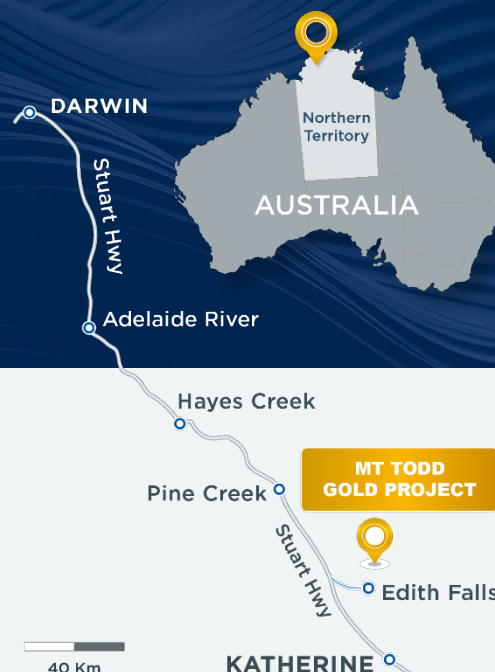 DARWIN
Northern
Territory
Stuart Hwy
AUSTRALIA
Adelaide River
Hayes Creek
MT TODD
GOLD PROJECT
Pine Creek
Stuart Hwy
Edith Falls
40 Km
KATHERINE